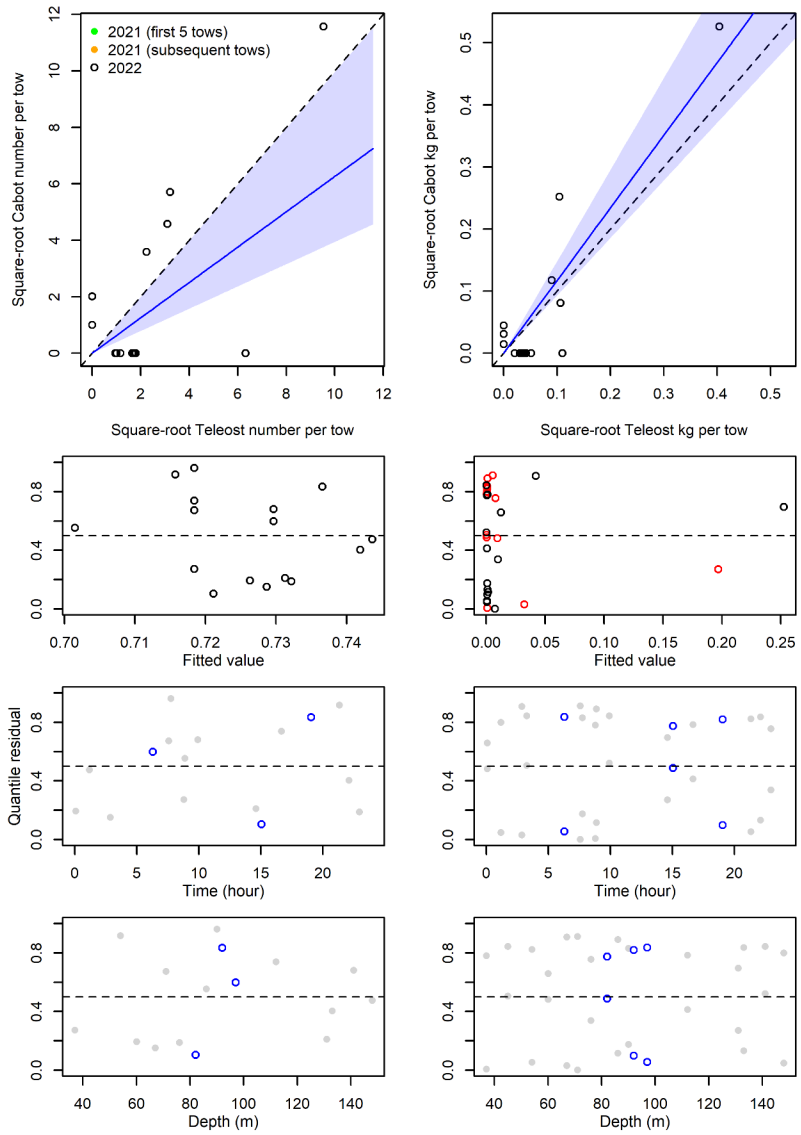 Square-root Cabot number per tow
12
10
8
6
4
2
0
2021 (first 5 tows)
2021 (subsequent tows)
2022
0 2 4 6 8 10 12
Square-root Teleost number per tow
Square-root Cabot kg per tow
0.5
0.4
0.3
0.2
0.1
0.0
0.0 0.1 0.2 0.3 0.4 0.5
Square-root Teleost kg per tow
Quantile residual
0.8
0.4
0.0
0.70 0.71 0.72 0.73 0.74
Fitted value
0.8
0.4
0.0
0.00 0.05 0.10 0.15 0.20 0.25
Fitted value
0.8
0.4
0.0
0 5 10 15 20
Time (hour)
0.8
0.4
0.0
0 5 10 15 20
Time (hour)
0.8
0.4
0.0
40 60 80 100 120 140
Depth (m)
0.8
0.4
0.0
40 60 80 100 120 140
Depth (m)